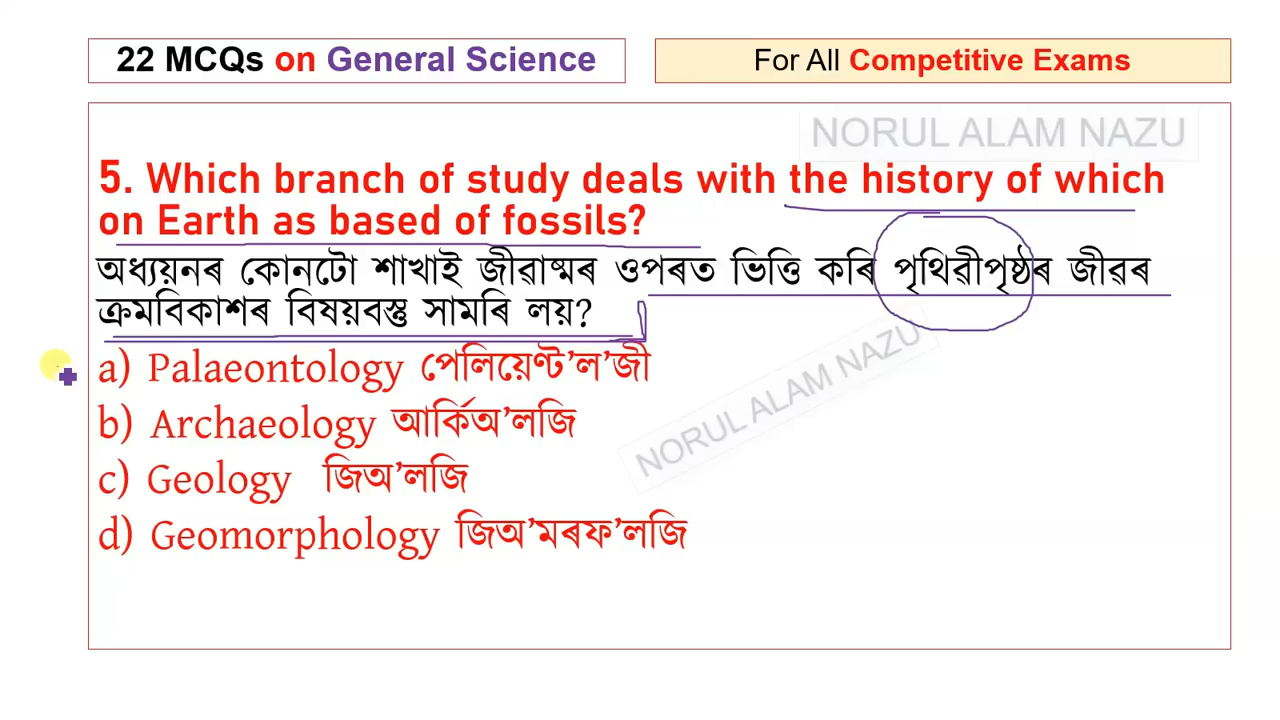 22 MCQs on General Science
For All Competitive Exams
NORUL ALAM NAZU
5. Which branch of study deals with the history of which
on Earth as based of fossils?
অধ্যয়নৰ কোনটো শাখাই জীৱাষ্মৰ ওপৰত ভিত্তি কৰি পৃথিৱীপৃষ্ঠৰ জীৱৰ
ক্ৰমবিকাশৰ বিষয়বস্তু সামৰি লয়?
a) Palaeontology পেলিয়েণ্ট’ল’জী
b) Archaeology আৰ্কিঅ’লজি
c) Geology জিঅ’লজি
d) Geomorphology জিঅ’মৰফ’লজি
NORUL ALAM NAZU